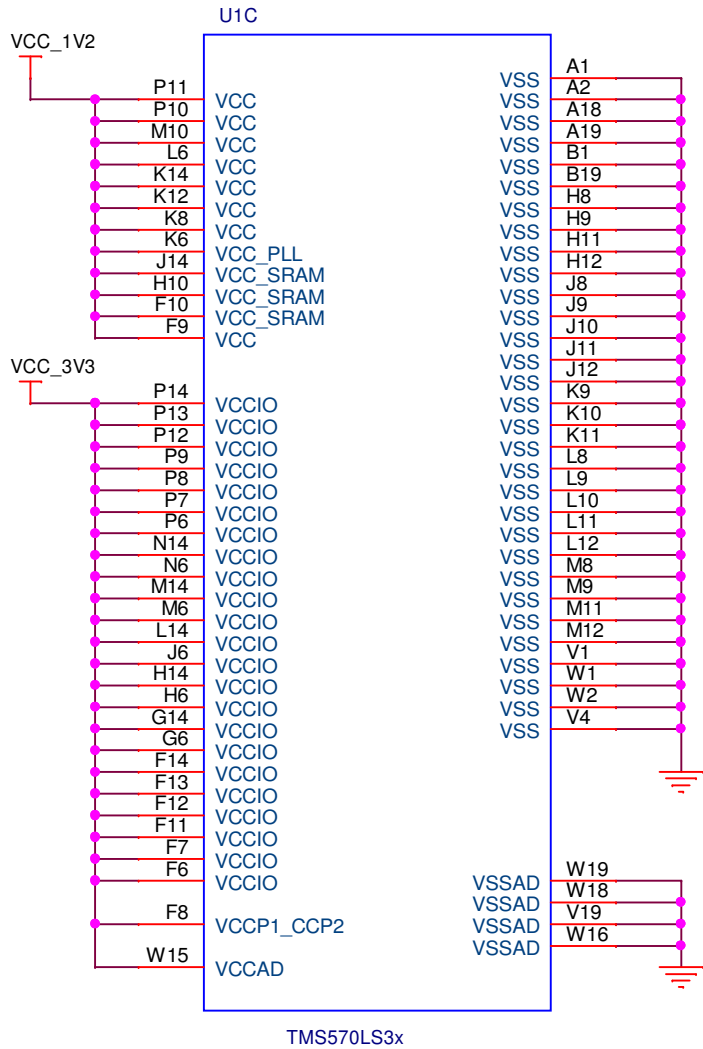 U1C
VCC_1V2
P11 VCC
P10 VCC
M10 VCC
L6 VCC
K14 VCC
K12 VCC
K8 VCC
K6 VCC_PLL
J14 VCC_SRAM
H10 VCC_SRAM
F10 VCC_SRAM
F9 VCC
VCC_3V3
P14 VCCIO
P13 VCCIO
P12 VCCIO
P9 VCCIO
P8 VCCIO
P7 VCCIO
P6 VCCIO
N14 VCCIO
N6 VCCIO
M14 VCCIO
M6 VCCIO
L14 VCCIO
J6 VCCIO
H14 VCCIO
H6 VCCIO
G14 VCCIO
G6 VCCIO
F14 VCCIO
F13 VCCIO
F12 VCCIO
F11 VCCIO
F7 VCCIO
F6 VCCIO
F8 VCCP1_CCP2
W15 VCCAD
VSS A1
VSS A2
VSS A18
VSS A19
VSS B1
VSS B19
VSS H8
VSS H9
VSS H11
VSS H12
VSS J8
VSS J9
VSS J10
VSS J11
VSS J12
VSS K9
VSS K10
VSS K11
VSS L8
VSS L9
VSS L10
VSS L11
VSS L12
VSS M8
VSS M9
VSS M11
VSS M12
VSS V1
VSS W1
VSS W2
VSS V4
VSSAD W19
VSSAD W18
VSSAD V19
VSSAD W16
TMS570LS3x